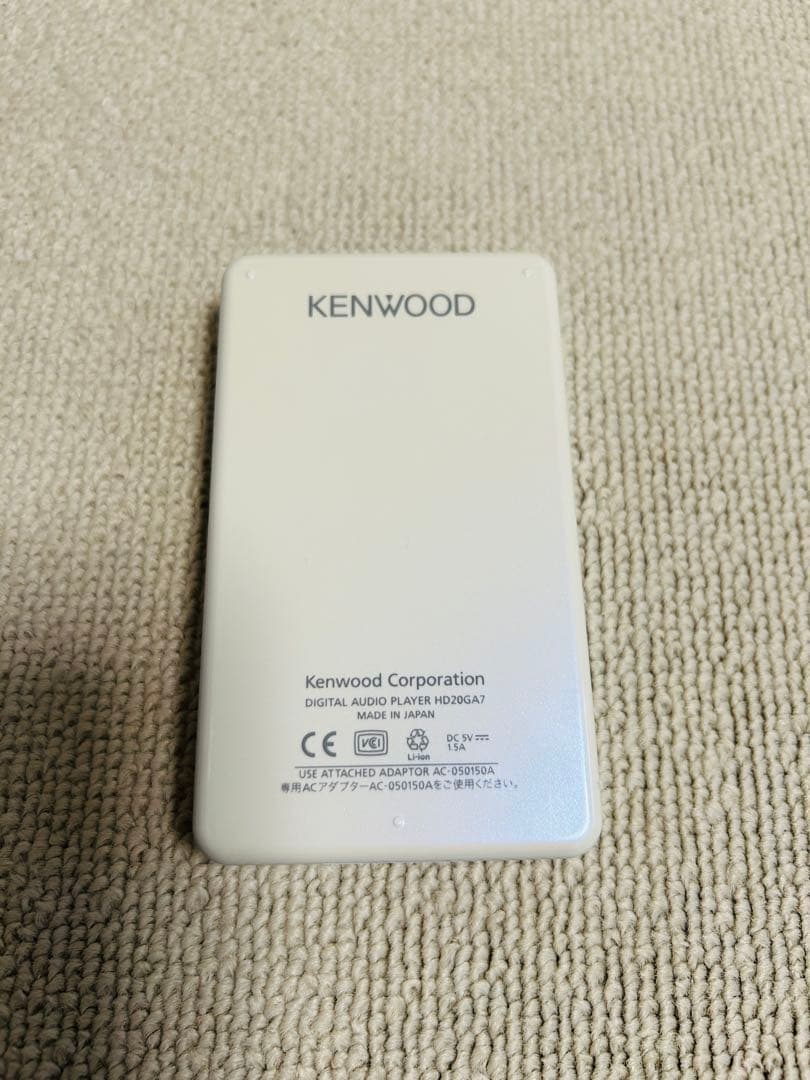 KENWOOD
Kenwood Corporation
DIGITAL AUDIO PLAYER HD20GA7
MADE IN JAPAN
CE VCI Li-ion DC 5V⎓ 1.5A
USE ATTACHED ADAPTOR AC-050150A
専用ACアダプターAC-050150Aをご使用ください。